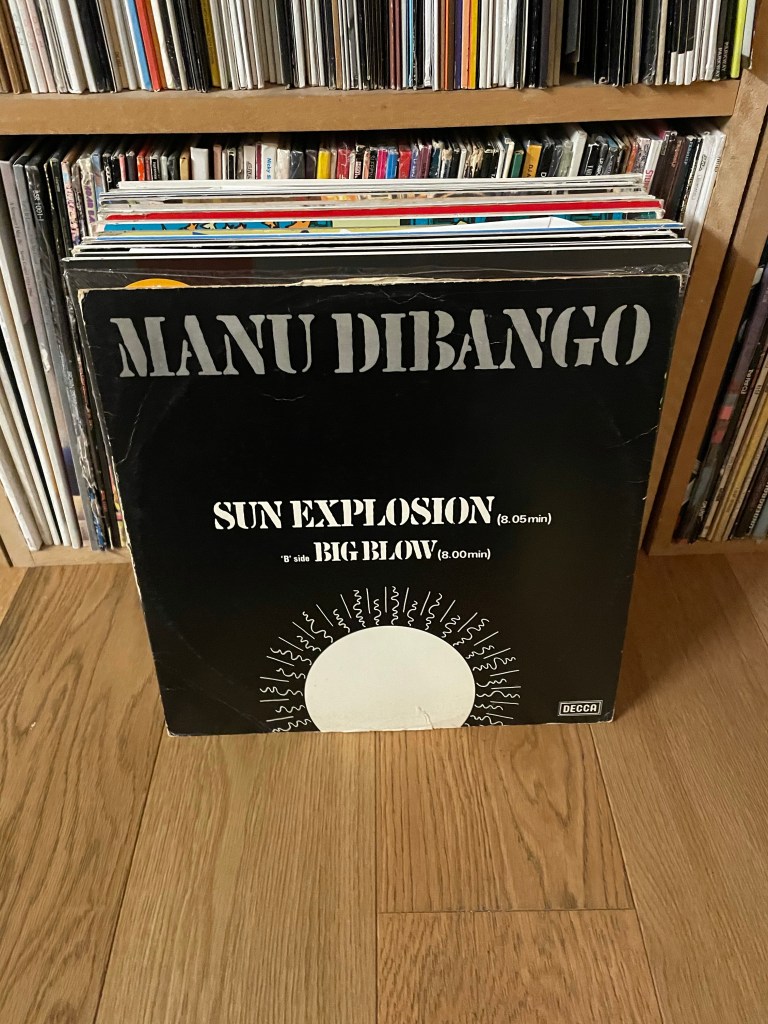 MANU DIBANGO
SUN EXPLOSION (8.05 min)
'B' side BIG BLOW (8.00 min)
DECCA